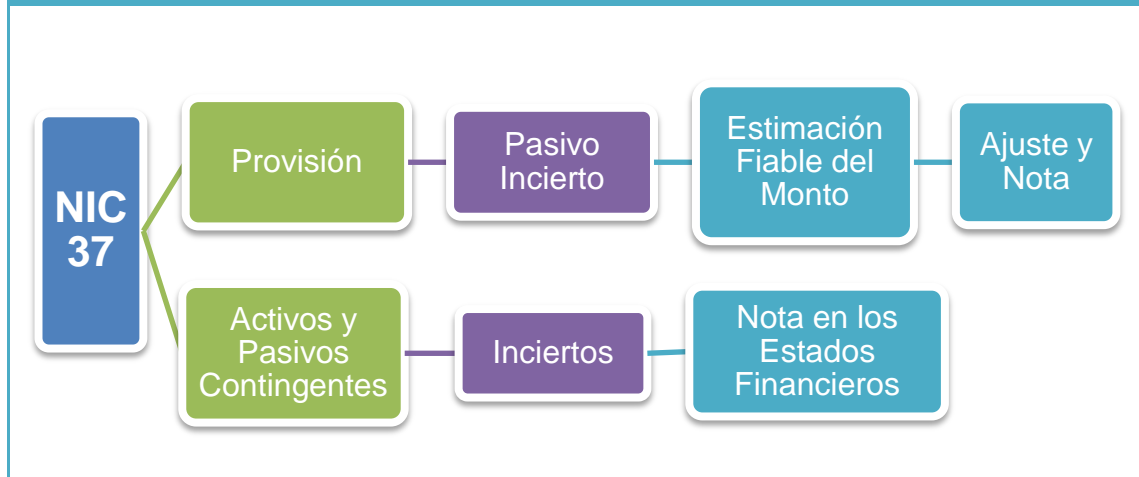 NIC
37
Provisión
Pasivo
Incierto
Estimación
Fiable del
Monto
Ajuste y
Nota
Activos y
Pasivos
Contingentes
Inciertos
Nota en los
Estados
Financieros